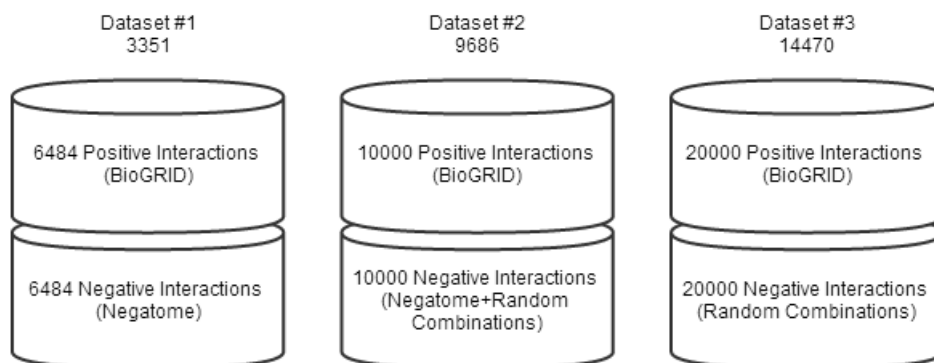 Dataset #1
3351
Dataset #2
9686
Dataset #3
14470
6484 Positive Interactions
(BioGRID)
10000 Positive Interactions
(BioGRID)
20000 Positive Interactions
(BioGRID)
6484 Negative Interactions
(Negatome)
10000 Negative Interactions
(Negatome+Random
Combinations)
20000 Negative Interactions
(Random Combinations)